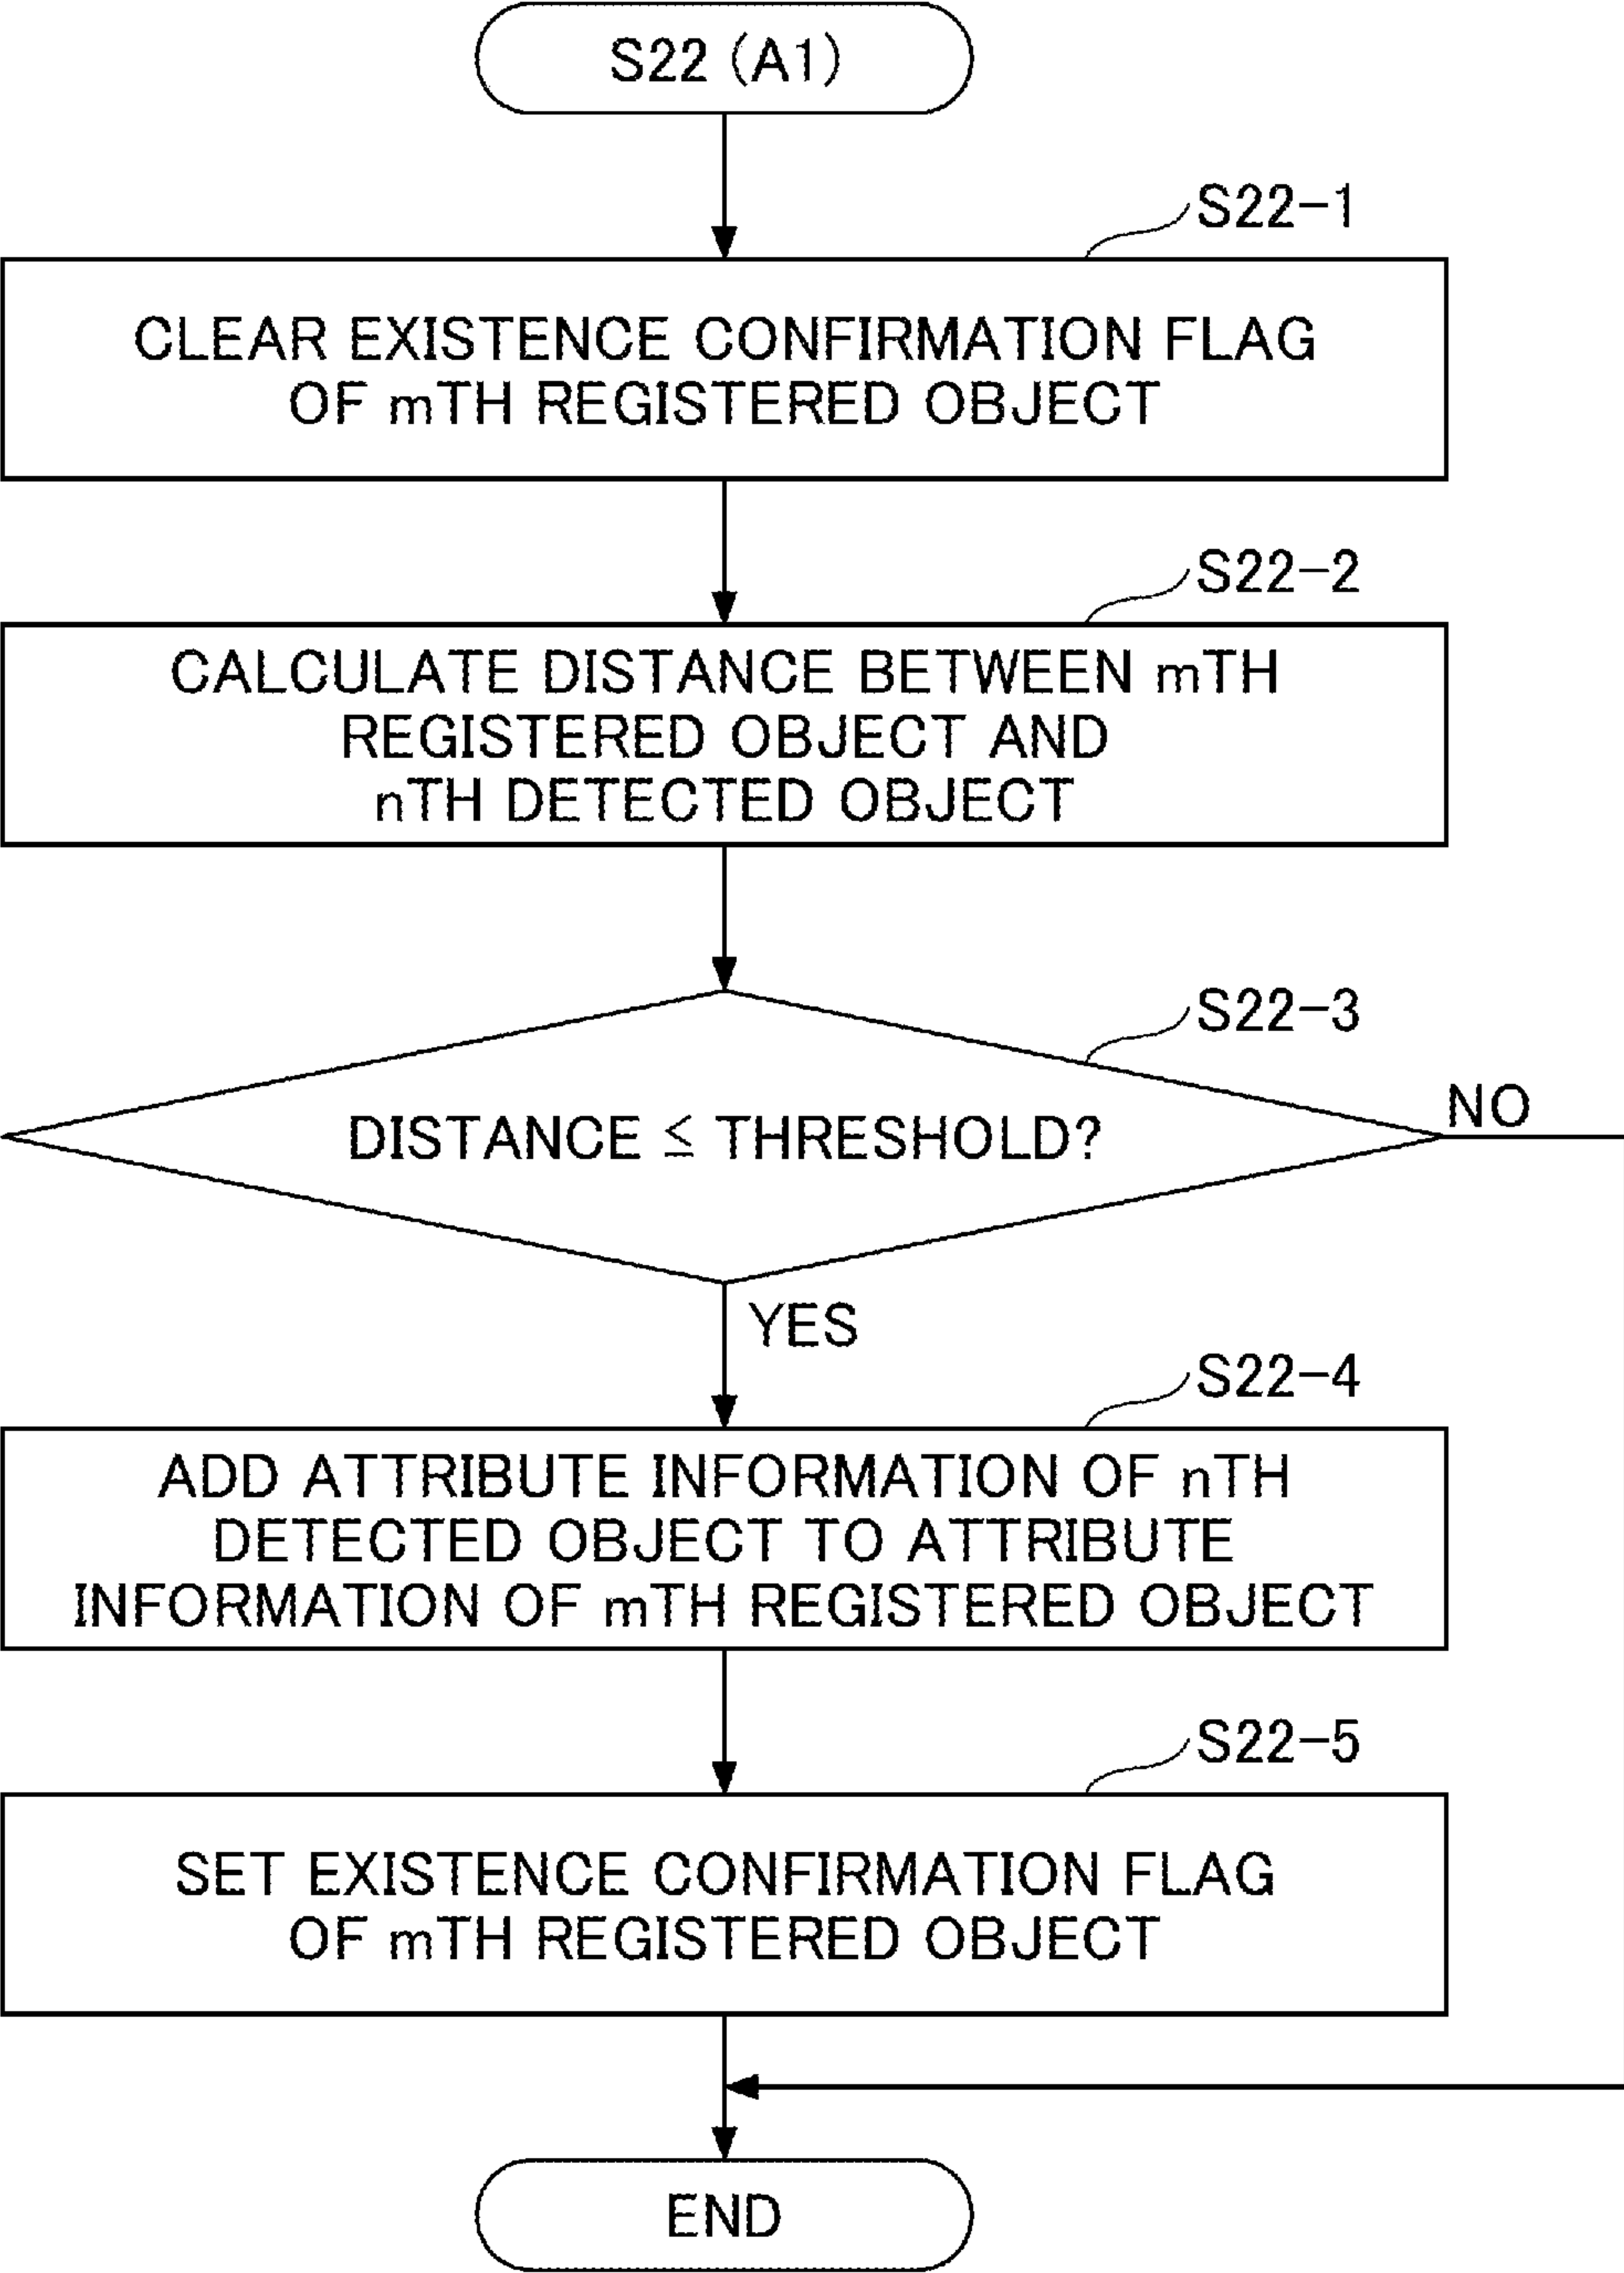 S22 (A1)
S22-1
CLEAR EXISTENCE CONFIRMATION FLAG
OF mTH REGISTERED OBJECT
S22-2
CALCULATE DISTANCE BETWEEN mTH
REGISTERED OBJECT AND
nTH DETECTED OBJECT
S22-3
DISTANCE ≤ THRESHOLD?
NO
YES
S22-4
ADD ATTRIBUTE INFORMATION OF nTH
DETECTED OBJECT TO ATTRIBUTE
INFORMATION OF mTH REGISTERED OBJECT
S22-5
SET EXISTENCE CONFIRMATION FLAG
OF mTH REGISTERED OBJECT
END